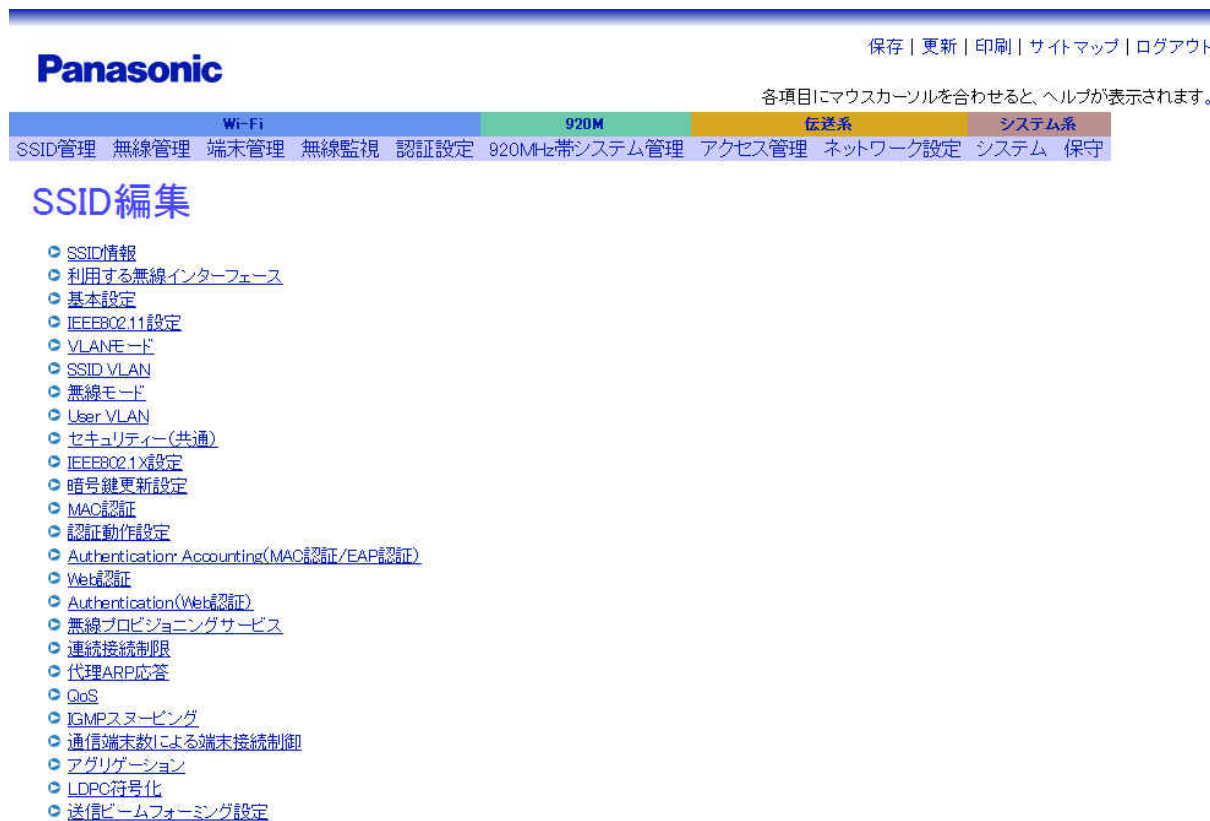 保存 | 更新 | 印刷 | サイトマップ | ログアウト
Panasonic
各項目にマウスカーソルを合わせると、ヘルプが表示されます。
Wi-Fi 920M 伝送系 システム系
SSID管理 無線管理 端末管理 無線監視 認証設定 920MHz帯システム管理 アクセス管理 ネットワーク設定 システム 保守
SSID編集
SSID情報
利用する無線インターフェース
基本設定
IEEE802.11設定
VLANモード
SSID VLAN
無線モード
User VLAN
セキュリティー(共通)
IEEE802.1X設定
暗号鍵更新設定
MAC認証
認証動作設定
Authentication・Accounting(MAC認証/EAP認証)
Web認証
Authentication(Web認証)
無線プロビジョニングサービス
連続接続制限
代理ARP応答
QoS
IGMPスヌーピング
通信端末数による端末接続制御
アグリゲーション
LDPC符号化
送信ビームフォーミング設定